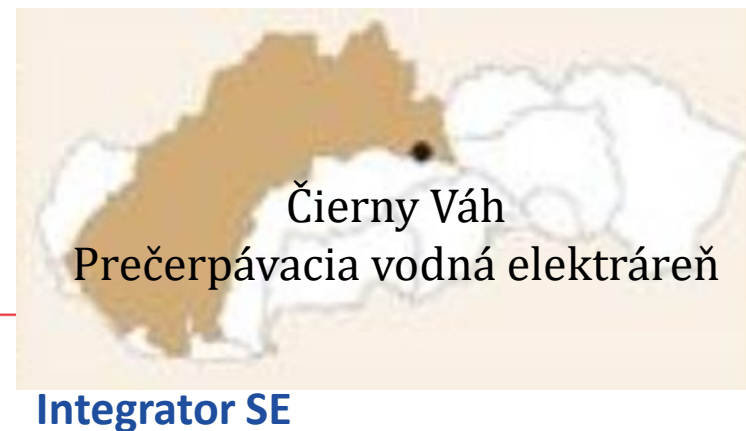 Čierny Váh
Prečerpávacia vodná elektráreň
Integrator SE